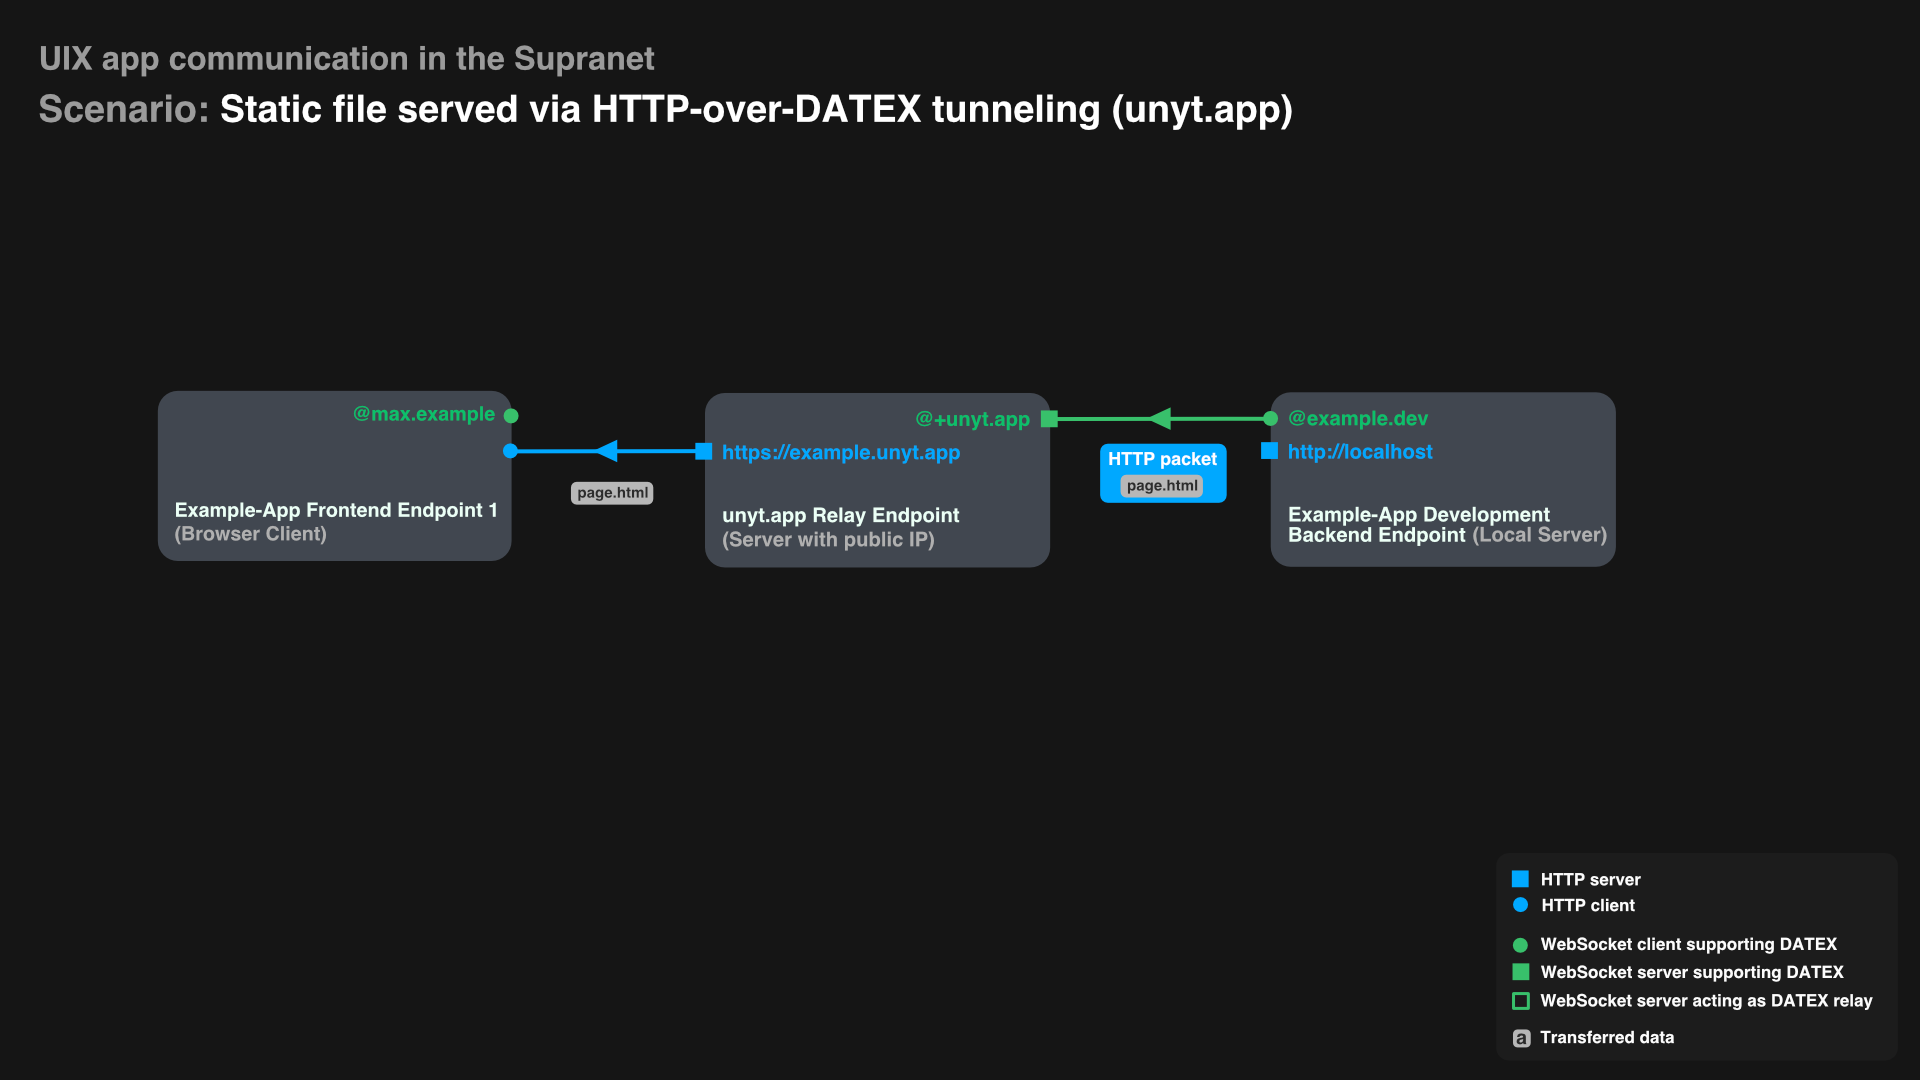 UIX app communication in the Supranet
Scenario: Static file served via HTTP-over-DATEX tunneling (unyt.app)
@max.example
Example-App Frontend Endpoint 1
(Browser Client)
page.html
@+unyt.app
https://example.unyt.app
unyt.app Relay Endpoint
(Server with public IP)
HTTP packet
page.html
@example.dev
http://localhost
Example-App Development
Backend Endpoint (Local Server)
HTTP server
HTTP client
WebSocket client supporting DATEX
WebSocket server supporting DATEX
WebSocket server acting as DATEX relay
a Transferred data